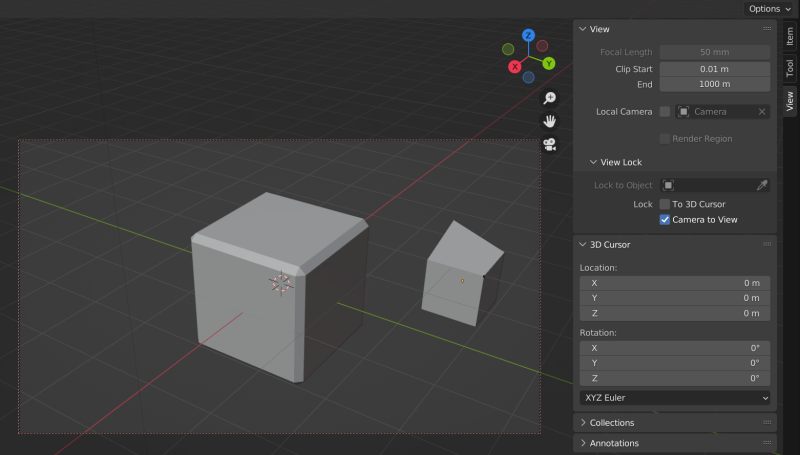 Options
Z
Y
X
View
Focal Length 50 mm
Clip Start 0.01 m
End 1000 m
Local Camera Camera
Render Region
View Lock
Lock to Object
Lock To 3D Cursor
Camera to View
3D Cursor
Location:
X 0 m
Y 0 m
Z 0 m
Rotation:
X 0°
Y 0°
Z 0°
XYZ Euler
Collections
Annotations
Item
Tool
View